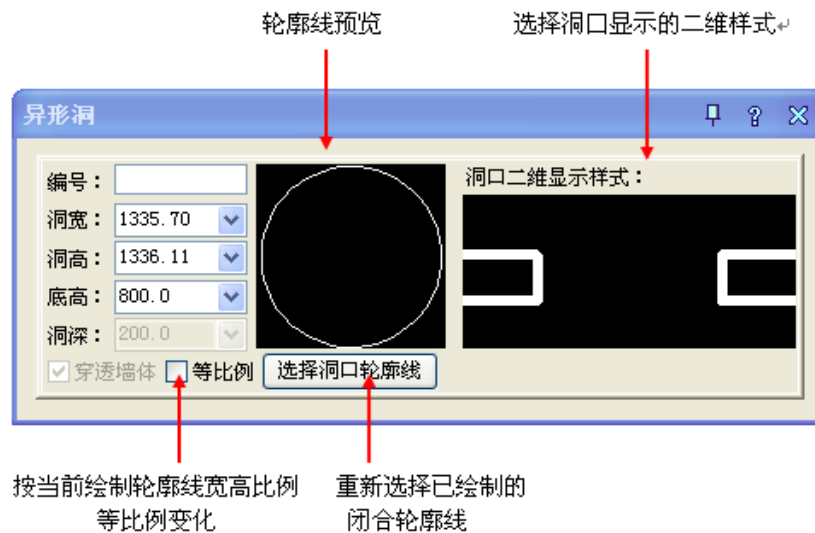 轮廓线预览
选择洞口显示的二维样式↵
异形洞
编号：
洞口二维显示样式：
洞宽：1335.70
洞高：1336.11
底高：800.0
洞深：200.0
穿透墙体 等比例 选择洞口轮廓线
按当前绘制轮廓线宽高比例
等比例变化
重新选择已绘制的
闭合轮廓线